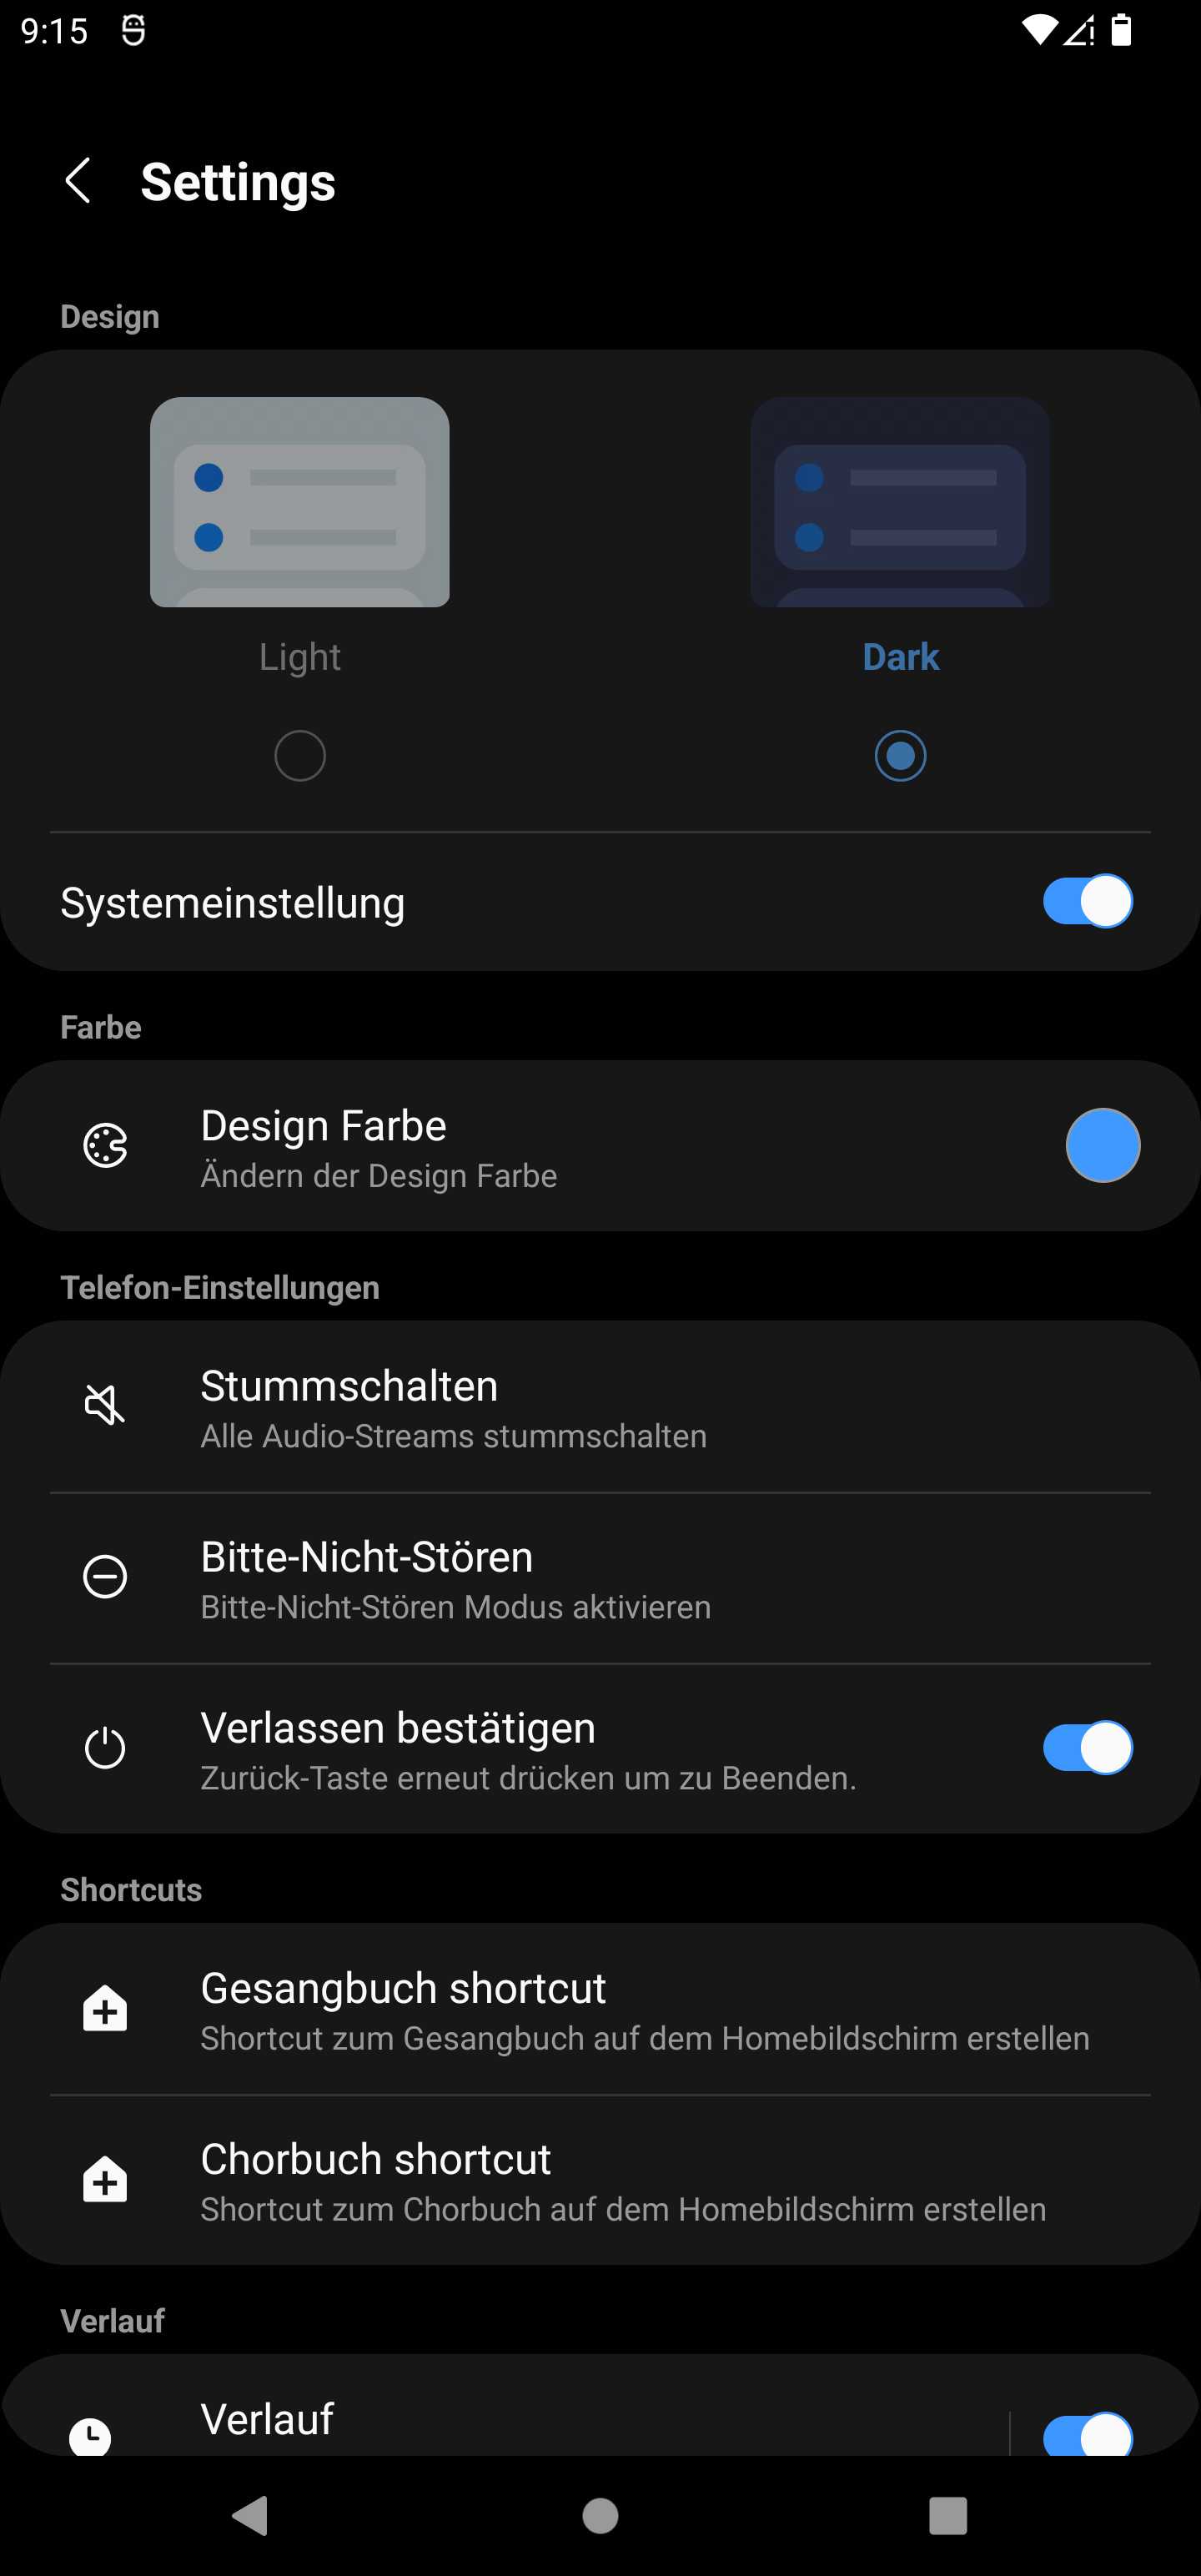 9:15
Settings
Design
Light
Dark
Systemeinstellung
Farbe
Design Farbe
Ändern der Design Farbe
Telefon-Einstellungen
Stummschalten
Alle Audio-Streams stummschalten
Bitte-Nicht-Stören
Bitte-Nicht-Stören Modus aktivieren
Verlassen bestätigen
Zurück-Taste erneut drücken um zu Beenden.
Shortcuts
Gesangbuch shortcut
Shortcut zum Gesangbuch auf dem Homebildschirm erstellen
Chorbuch shortcut
Shortcut zum Chorbuch auf dem Homebildschirm erstellen
Verlauf
Verlauf